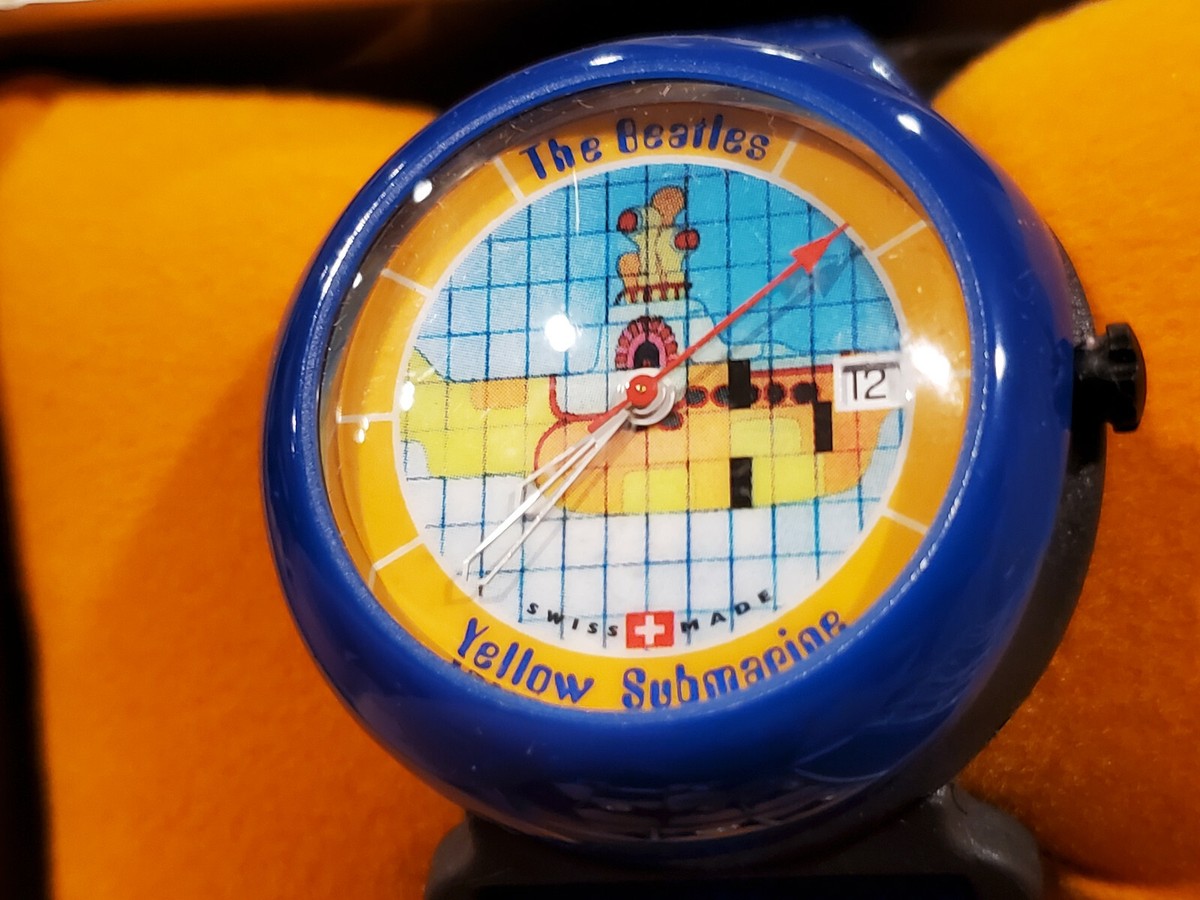 The Beatles
12
SWISS MADE
Yellow Submarine